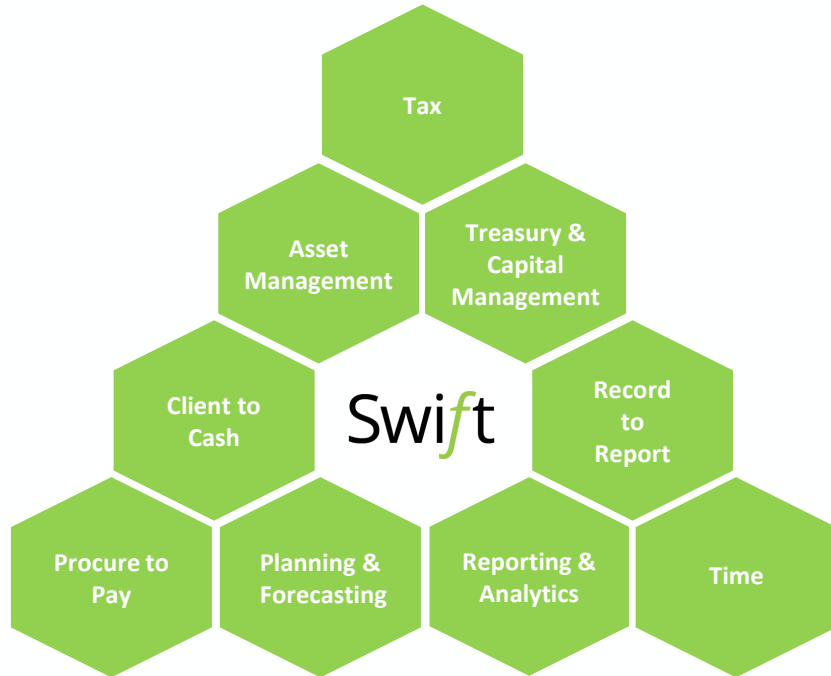 Tax
Asset
Management
Treasury &
Capital
Management
Client to
Cash
Swift
Record
to
Report
Procure to
Pay
Planning &
Forecasting
Reporting &
Analytics
Time